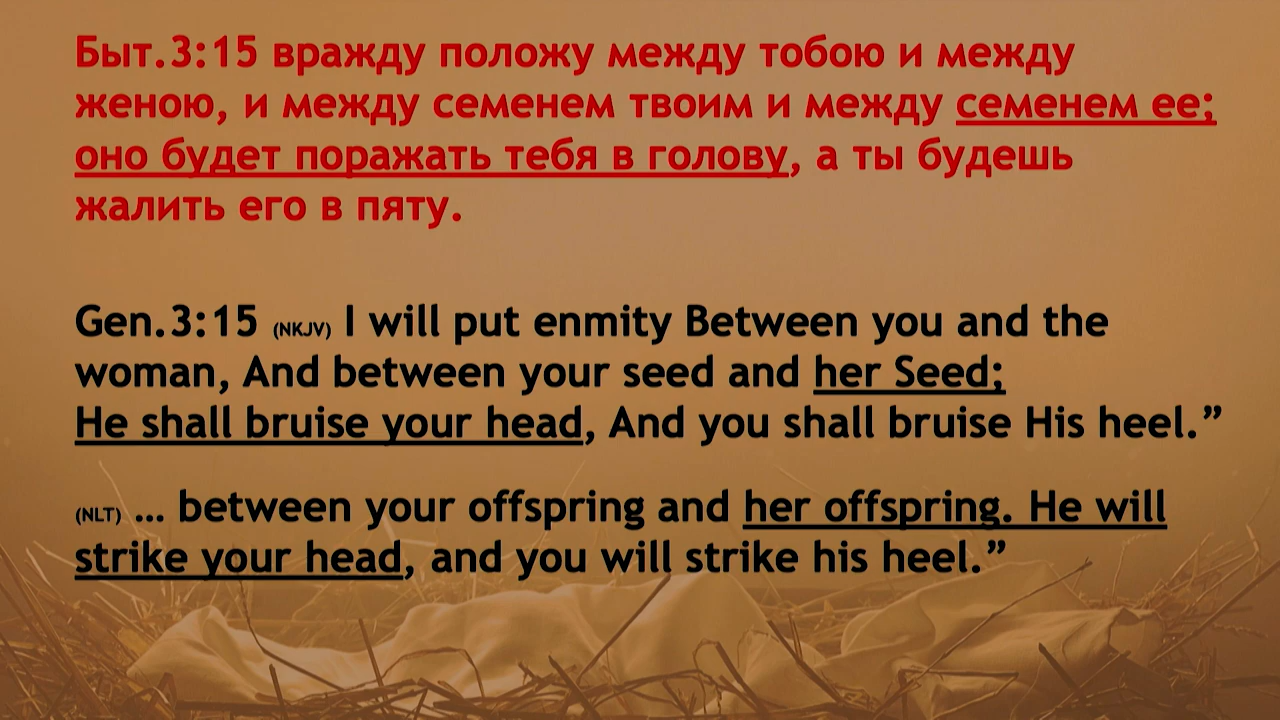 Быт.3:15 вражду положу между тобою и между
женою, и между семенем твоим и между семенем ее;
оно будет поражать тебя в голову, а ты будешь
жалить его в пяту.
Gen.3:15 (NKJV) I will put enmity Between you and the
woman, And between your seed and her Seed;
He shall bruise your head, And you shall bruise His heel.”
(NLT) … between your offspring and her offspring. He will
strike your head, and you will strike his heel.”